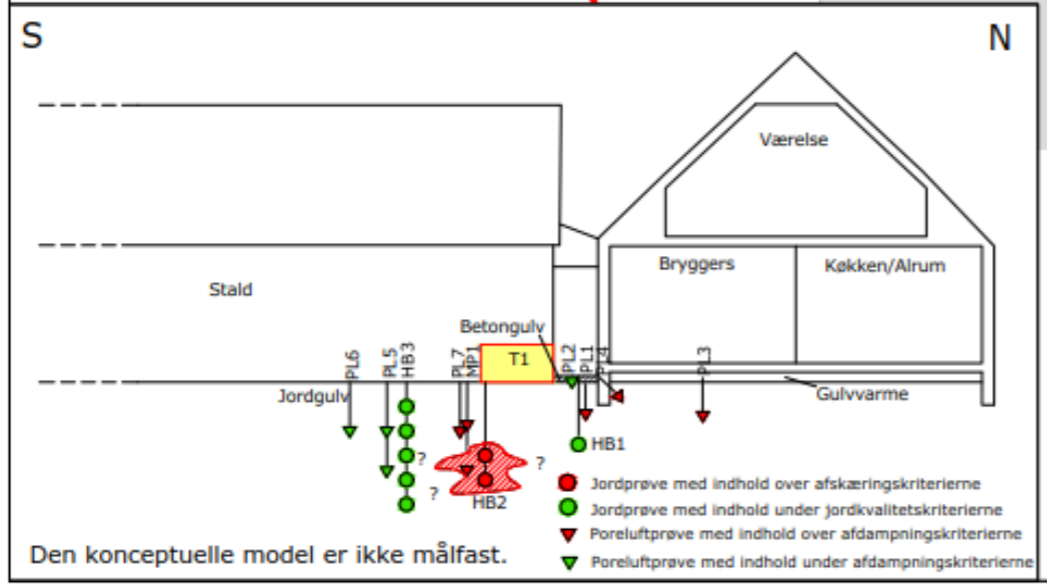 S
N
Værelse
Bryggers
Køkken/Alrum
Stald
Betongulv
PL6
PL5
HB3
PL7
MP1
T1
PL2
PL1
PL4
PL3
Jordgulv
Gulvvarme
HB1
?
?
?
HB2
Jordprøve med indhold over afskæringskriterierne
Jordprøve med indhold under jordkvalitetskriterierne
Poreluftprøve med indhold over afdampningskriterierne
Poreluftprøve med indhold under afdampningskriterierne
Den konceptuelle model er ikke målfast.